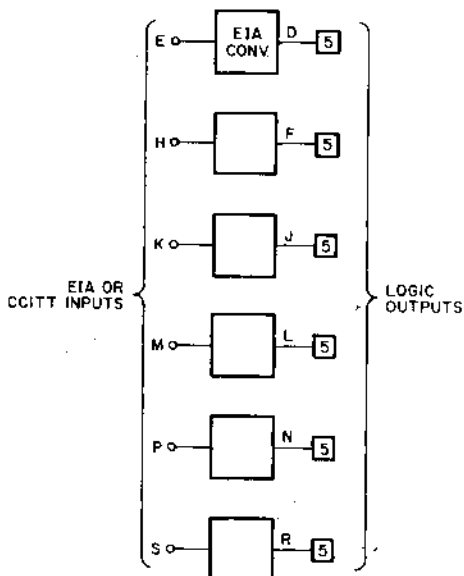 E EIA CONV. D 5
H F 5
K J 5
EIA OR CCITT INPUTS
LOGIC OUTPUTS
M L 5
P N 5
S R 5